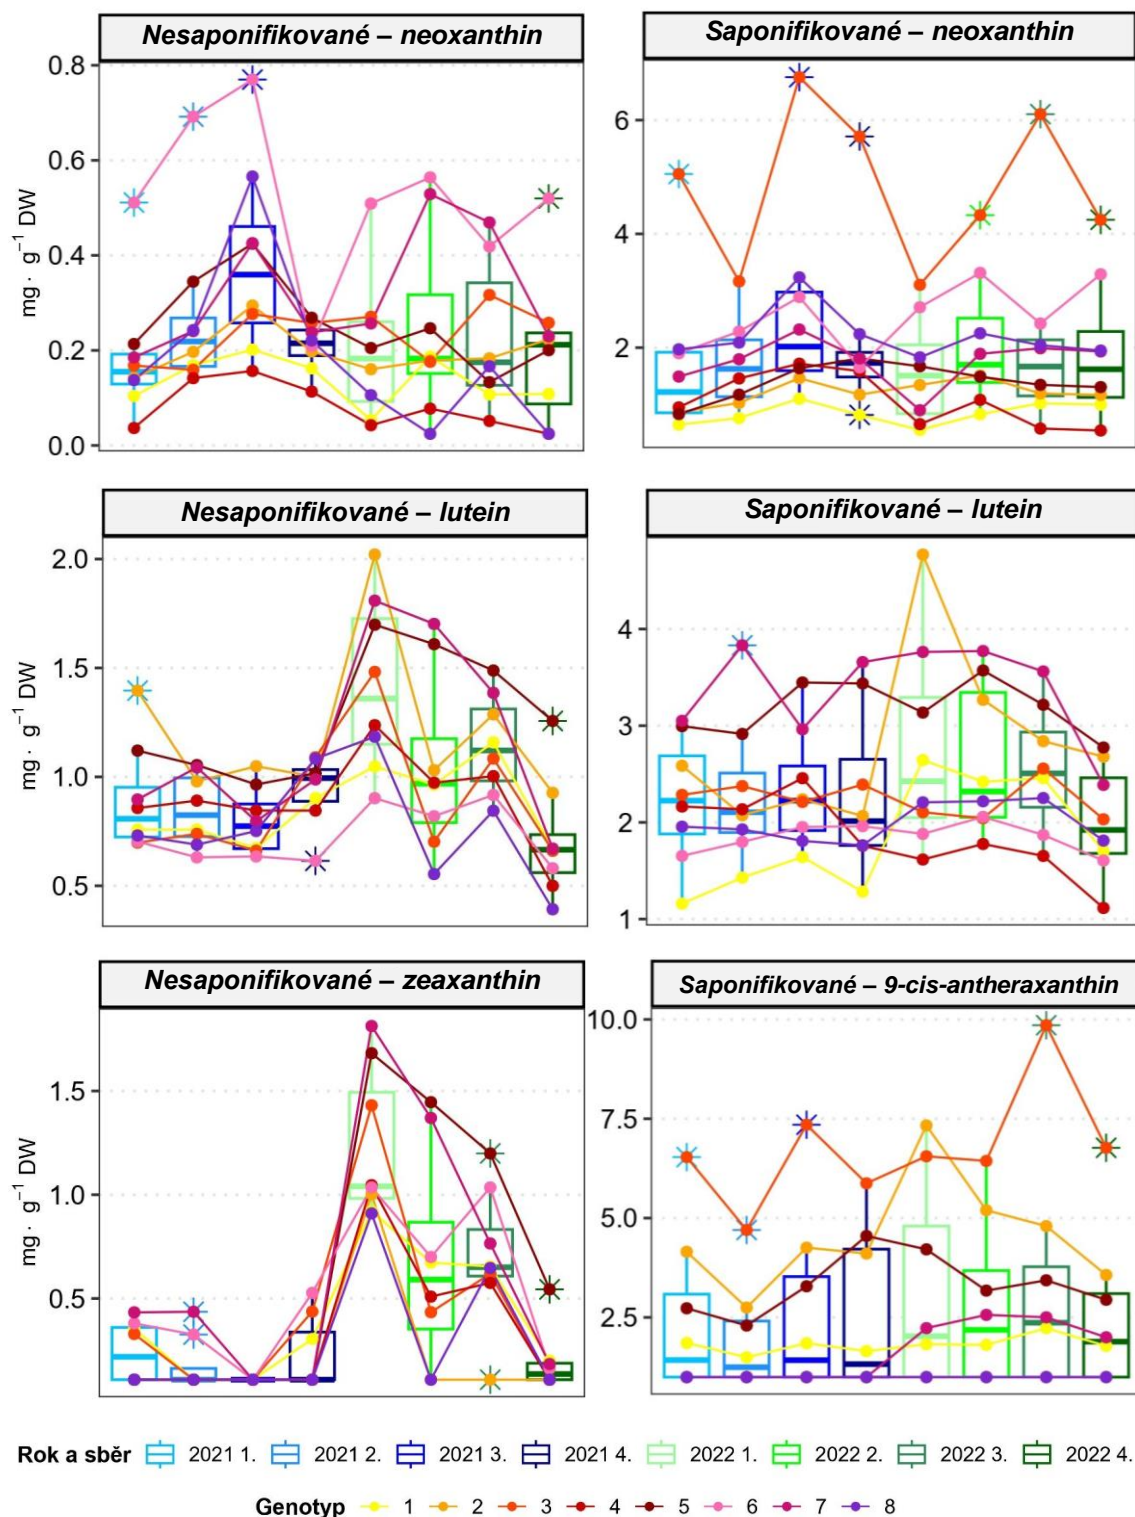 Nesaponifikované – neoxanthin
Saponifikované – neoxanthin
0.8
0.6
0.4
0.2
0.0
mg · g⁻¹ DW
6
4
2
Nesaponifikované – lutein
Saponifikované – lutein
2.0
1.5
1.0
0.5
mg · g⁻¹ DW
4
3
2
1
Nesaponifikované – zeaxanthin
Saponifikované – 9-cis-antheraxanthin
1.5
1.0
0.5
mg · g⁻¹ DW
10.0
7.5
5.0
2.5
Rok a sběr 2021 1. 2021 2. 2021 3. 2021 4. 2022 1. 2022 2. 2022 3. 2022 4.
Genotyp 1 2 3 4 5 6 7 8